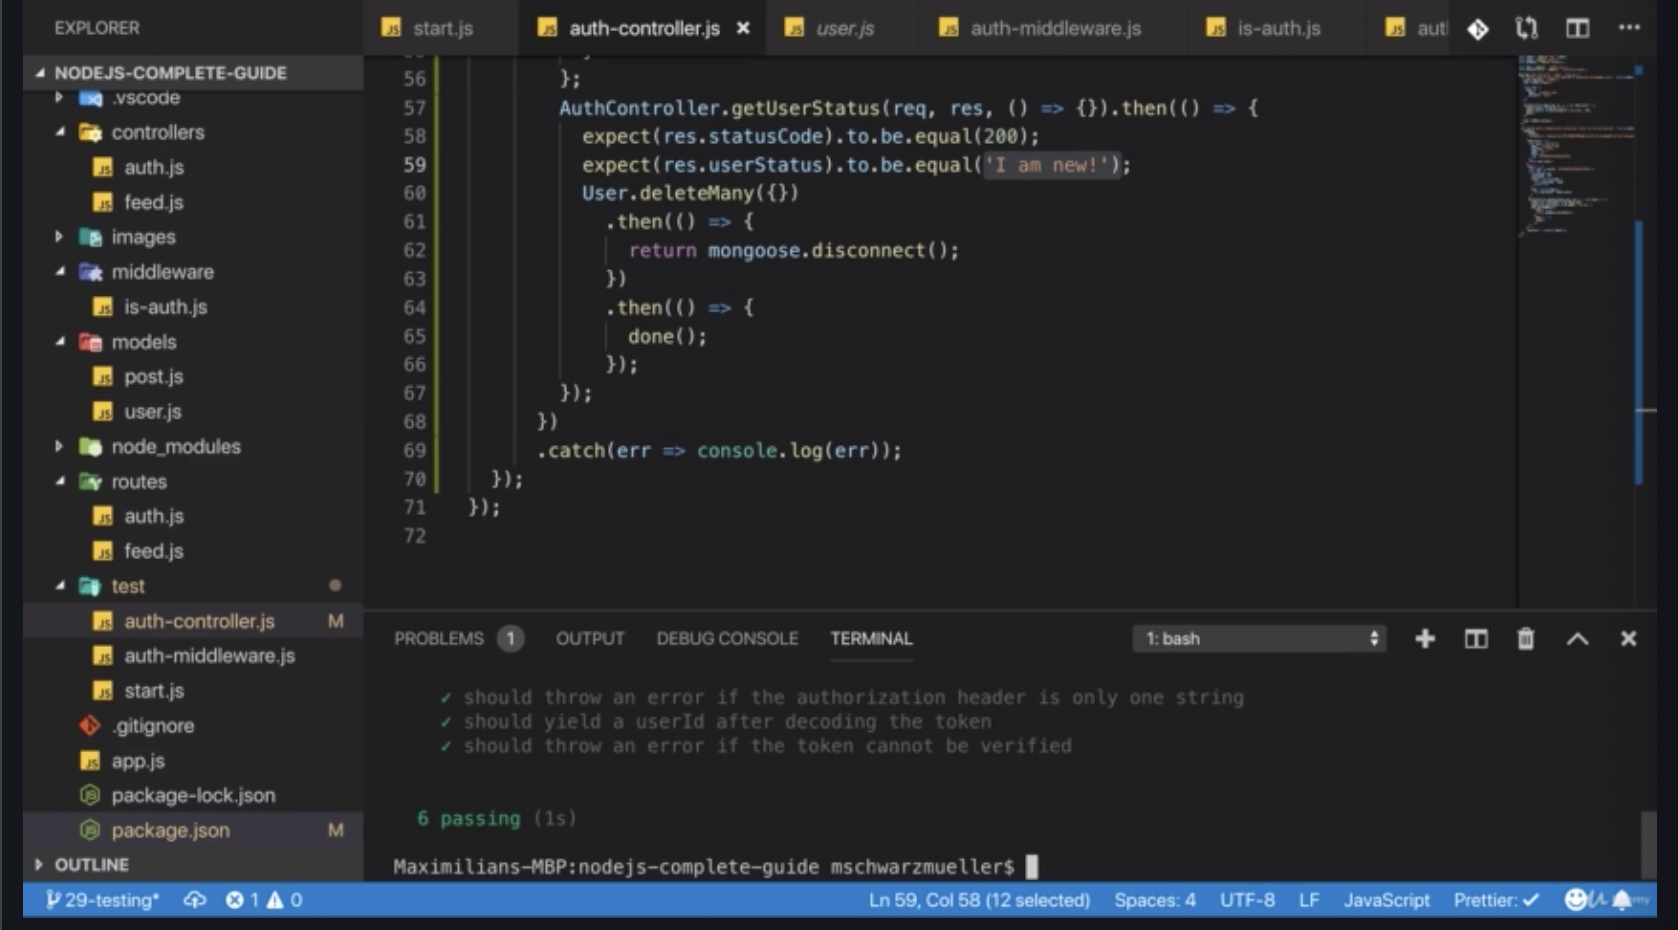 EXPLORER
start.js
auth-controller.js
user.js
auth-middleware.js
is-auth.js
aut
NODEJS-COMPLETE-GUIDE
.vscode
controllers
auth.js
feed.js
images
middleware
is-auth.js
models
post.js
user.js
node_modules
routes
auth.js
feed.js
test
auth-controller.js M
auth-middleware.js
start.js
.gitignore
app.js
package-lock.json
package.json M
OUTLINE
56 };
57 AuthController.getUserStatus(req, res, () => {}).then(() => {
58 expect(res.statusCode).to.be.equal(200);
59 expect(res.userStatus).to.be.equal('I am new!');
60 User.deleteMany({})
61 .then(() => {
62 return mongoose.disconnect();
63 })
64 .then(() => {
65 done();
66 });
67 });
68 })
69 .catch(err => console.log(err));
70 });
71 });
72
PROBLEMS 1 OUTPUT DEBUG CONSOLE TERMINAL 1: bash
✓ should throw an error if the authorization header is only one string
✓ should yield a userId after decoding the token
✓ should throw an error if the token cannot be verified
6 passing (1s)
Maximilians-MBP:nodejs-complete-guide mschwarzmueller$
29-testing* 1 0 Ln 59, Col 58 (12 selected) Spaces: 4 UTF-8 LF JavaScript Prettier: ✓